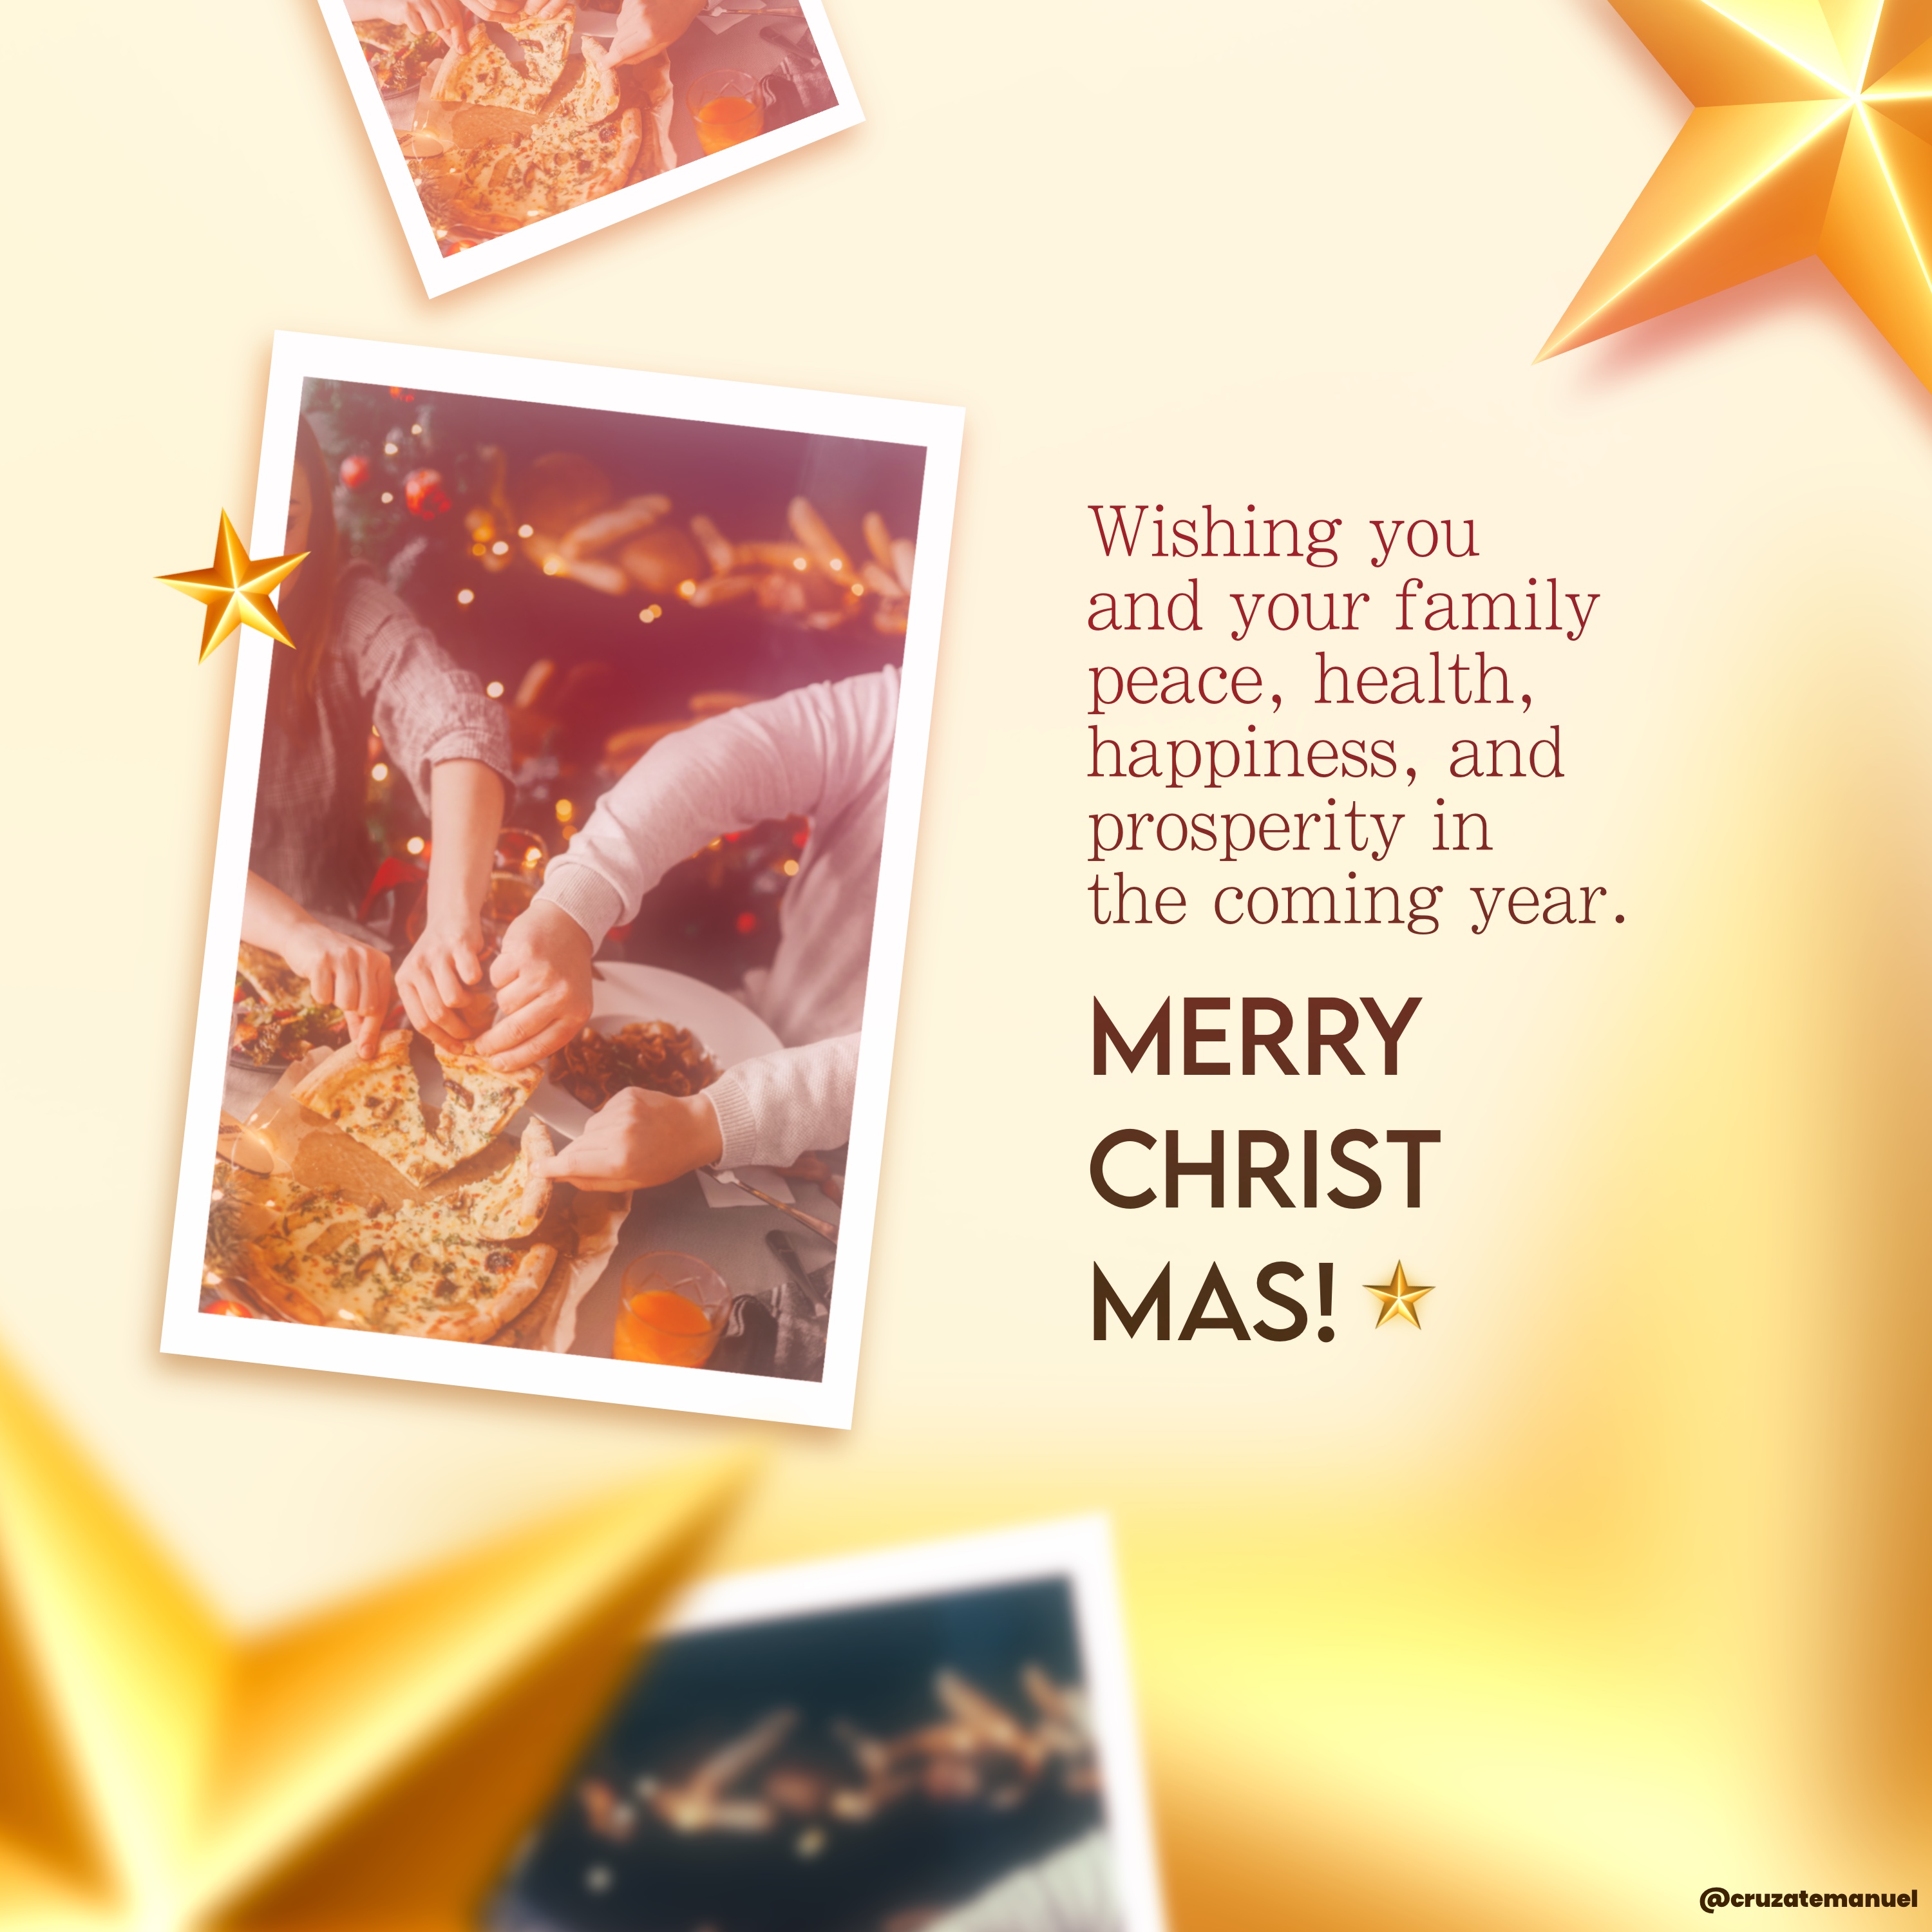 Wishing you
and your family
peace, health,
happiness, and
prosperity in
the coming year.
MERRY
CHRIST
MAS!
@cruzatemanuel